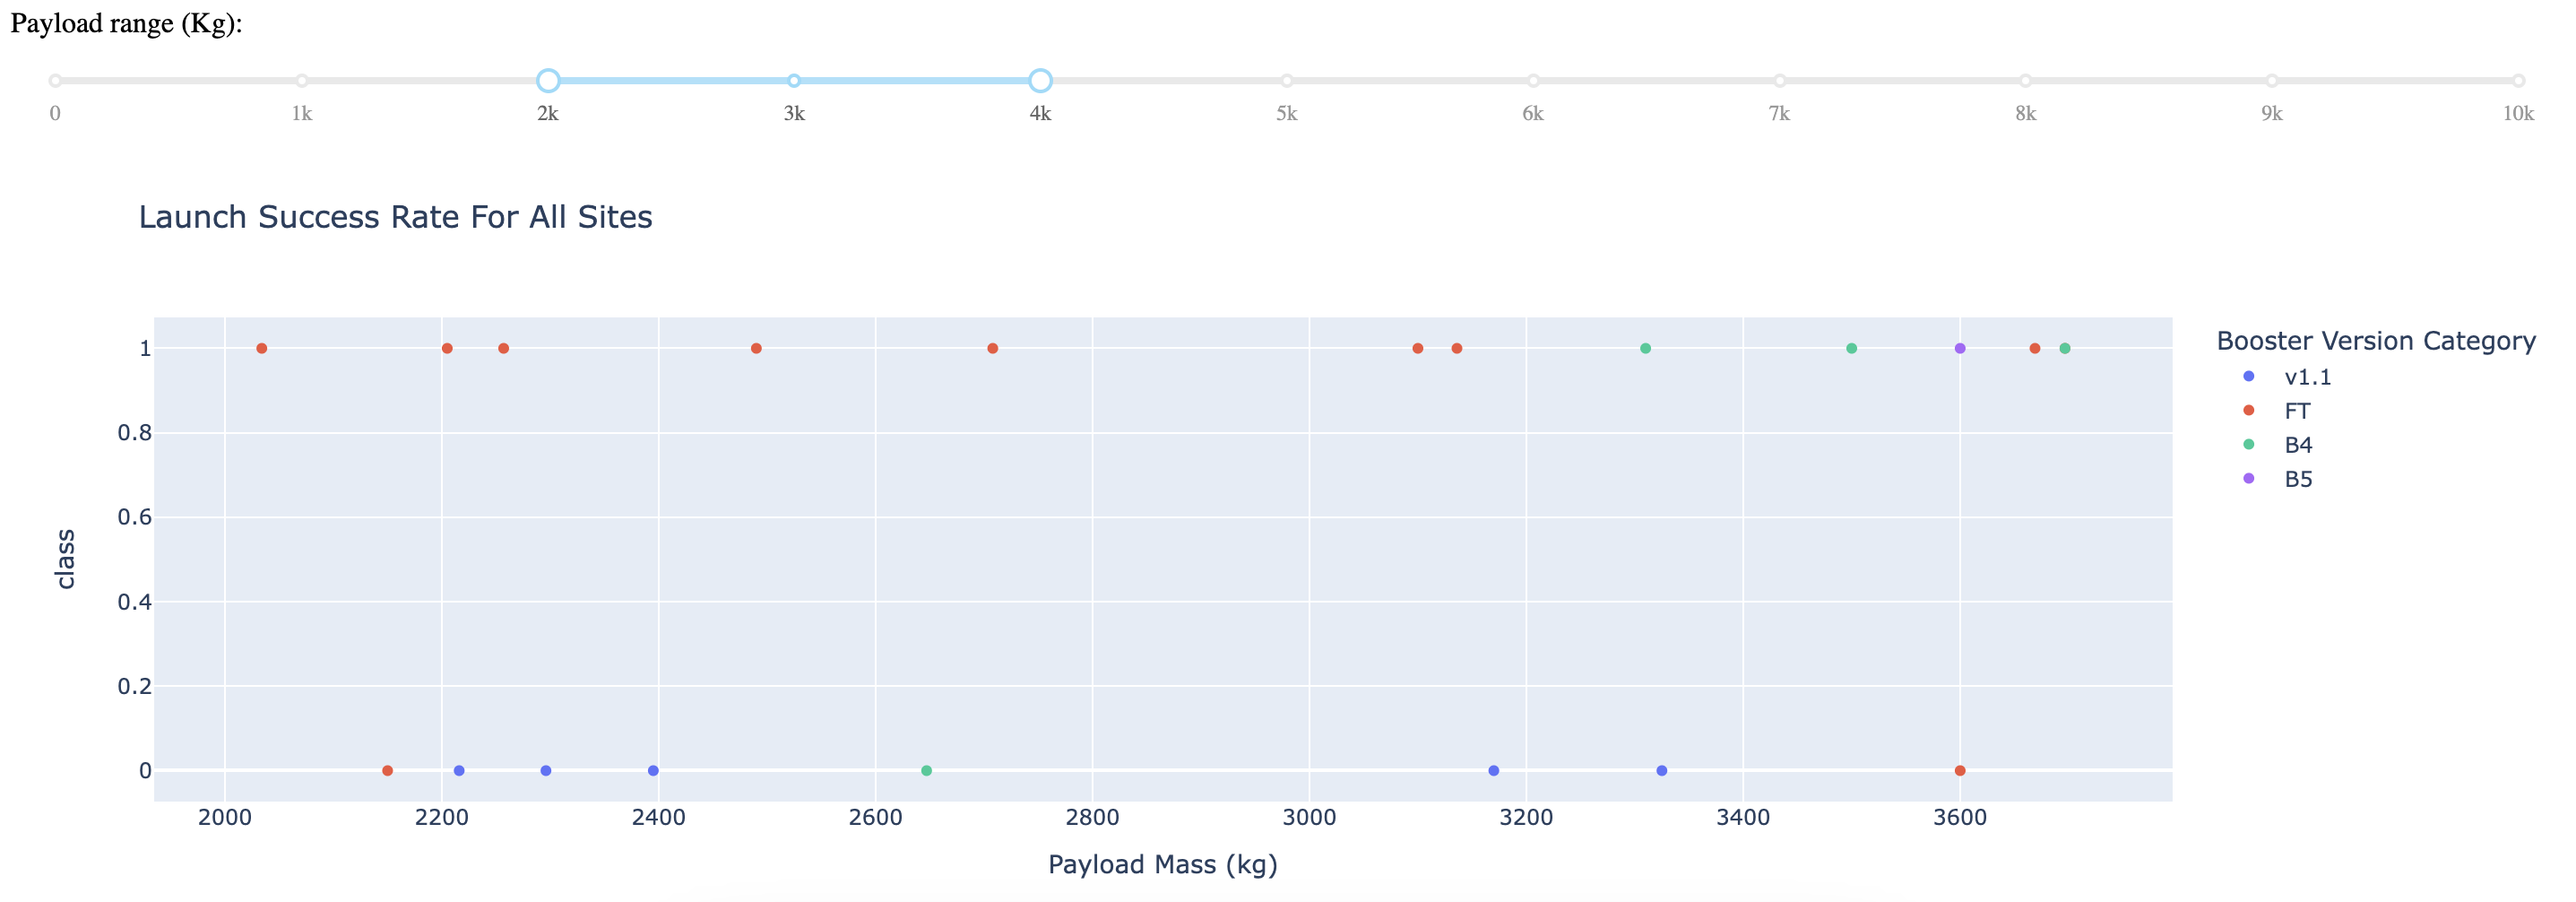 Payload range (Kg):
0 1k 2k 3k 4k 5k 6k 7k 8k 9k 10k
Launch Success Rate For All Sites
Booster Version Category
v1.1
FT
B4
B5
class
1
0.8
0.6
0.4
0.2
0
2000 2200 2400 2600 2800 3000 3200 3400 3600
Payload Mass (kg)